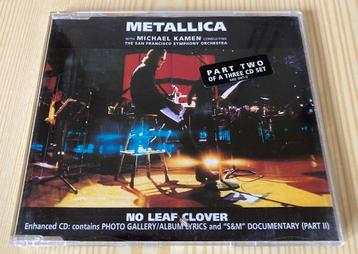 METALLICA
WITH MICHAEL KAMEN CONDUCTING
THE SAN FRANCISCO SYMPHONY ORCHESTRA
PART TWO
OF A THREE CD SET
NO LEAF CLOVER
Enhanced CD: contains PHOTO GALLERY/ALBUM LYRICS and "S&M" DOCUMENTARY (PART II)